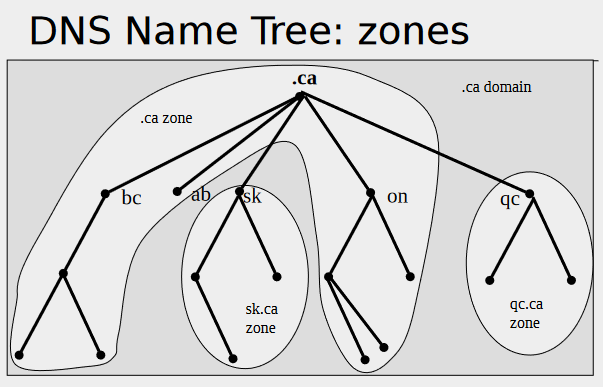 DNS Name Tree: zones
.ca
.ca domain
.ca zone
bc
ab
sk
on
qc
sk.ca
zone
qc.ca
zone